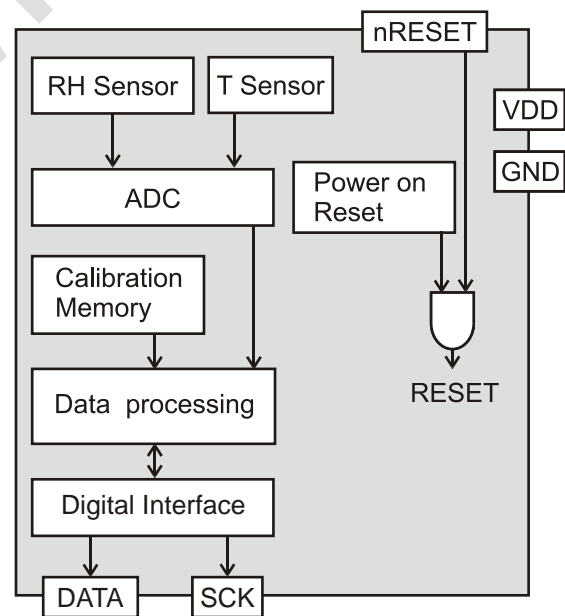 nRESET
RH Sensor
T Sensor
VDD
GND
ADC
Power on
Reset
Calibration
Memory
Data processing
RESET
Digital Interface
DATA
SCK